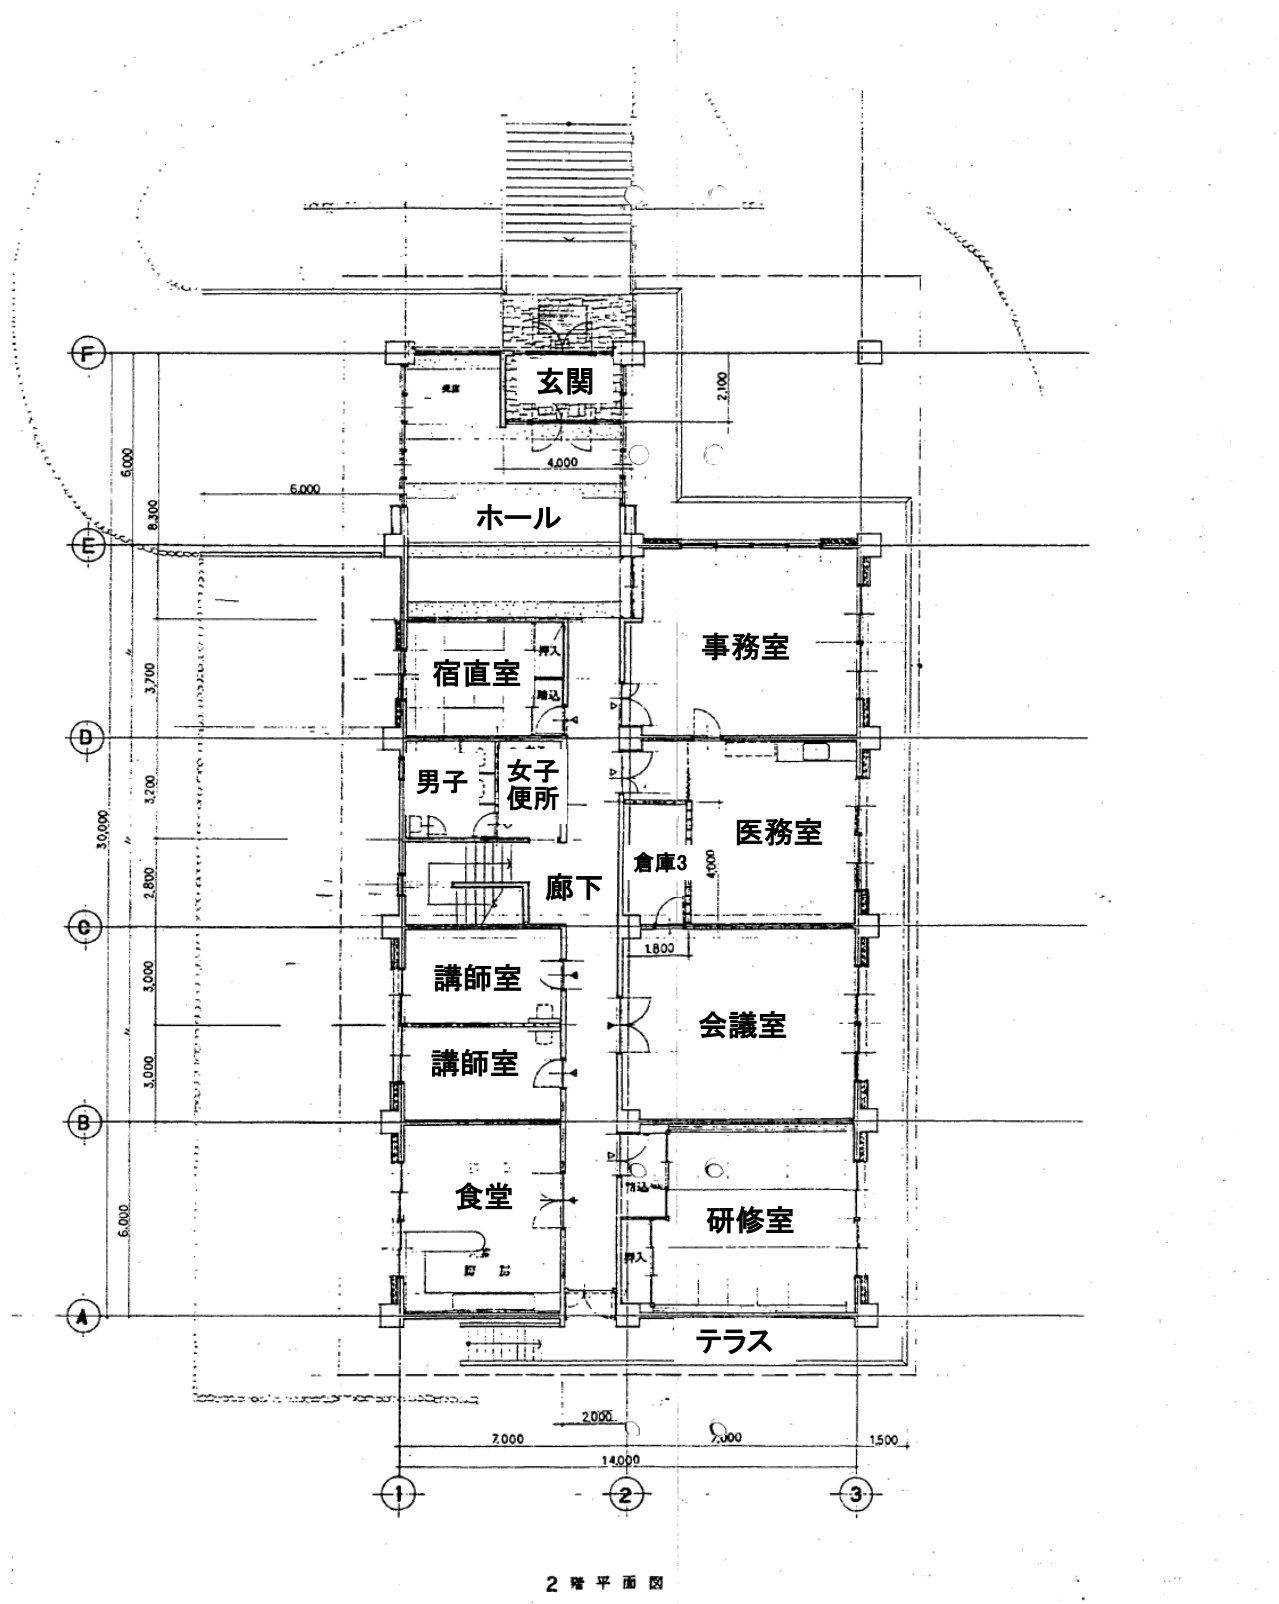 F
玄関
2,100
6,000
4,000
6,000
8,300
ホール
E
事務室
押入
宿直室
踏込
3,700
D
男子
女子
便所
3,200
30,000
医務室
倉庫3
4,000
2,800
廊下
C
1,800
講師室
3,000
会議室
講師室
3,000
B
踏込
食堂
研修室
6,000
押入
A
テラス
2,000
7,000
7,000
1,500
14,000
1
2
3
2階平面図